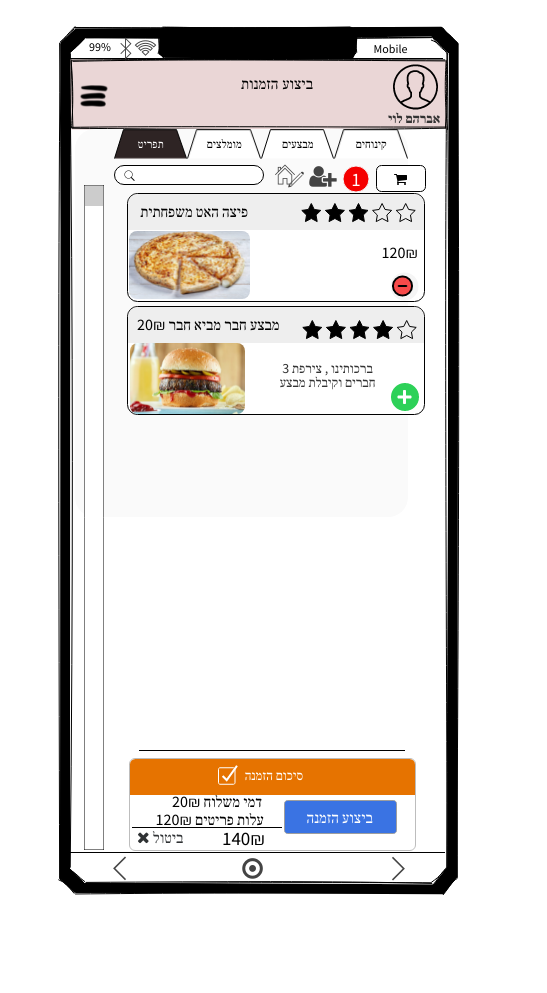 99%
Mobile
ביצוע הזמנות
אברהם לוי
קינוחים
מבצעים
מומלצים
תפריט
1
פיצה האט משפחתית
120₪
מבצע חבר מביא חבר 20₪
ברכותינו , צירפת 3
חברים וקיבלת מבצע
סיכום הזמנה
ביצוע הזמנה
דמי משלוח 20₪
עלות פריטים 120₪
140₪
ביטול